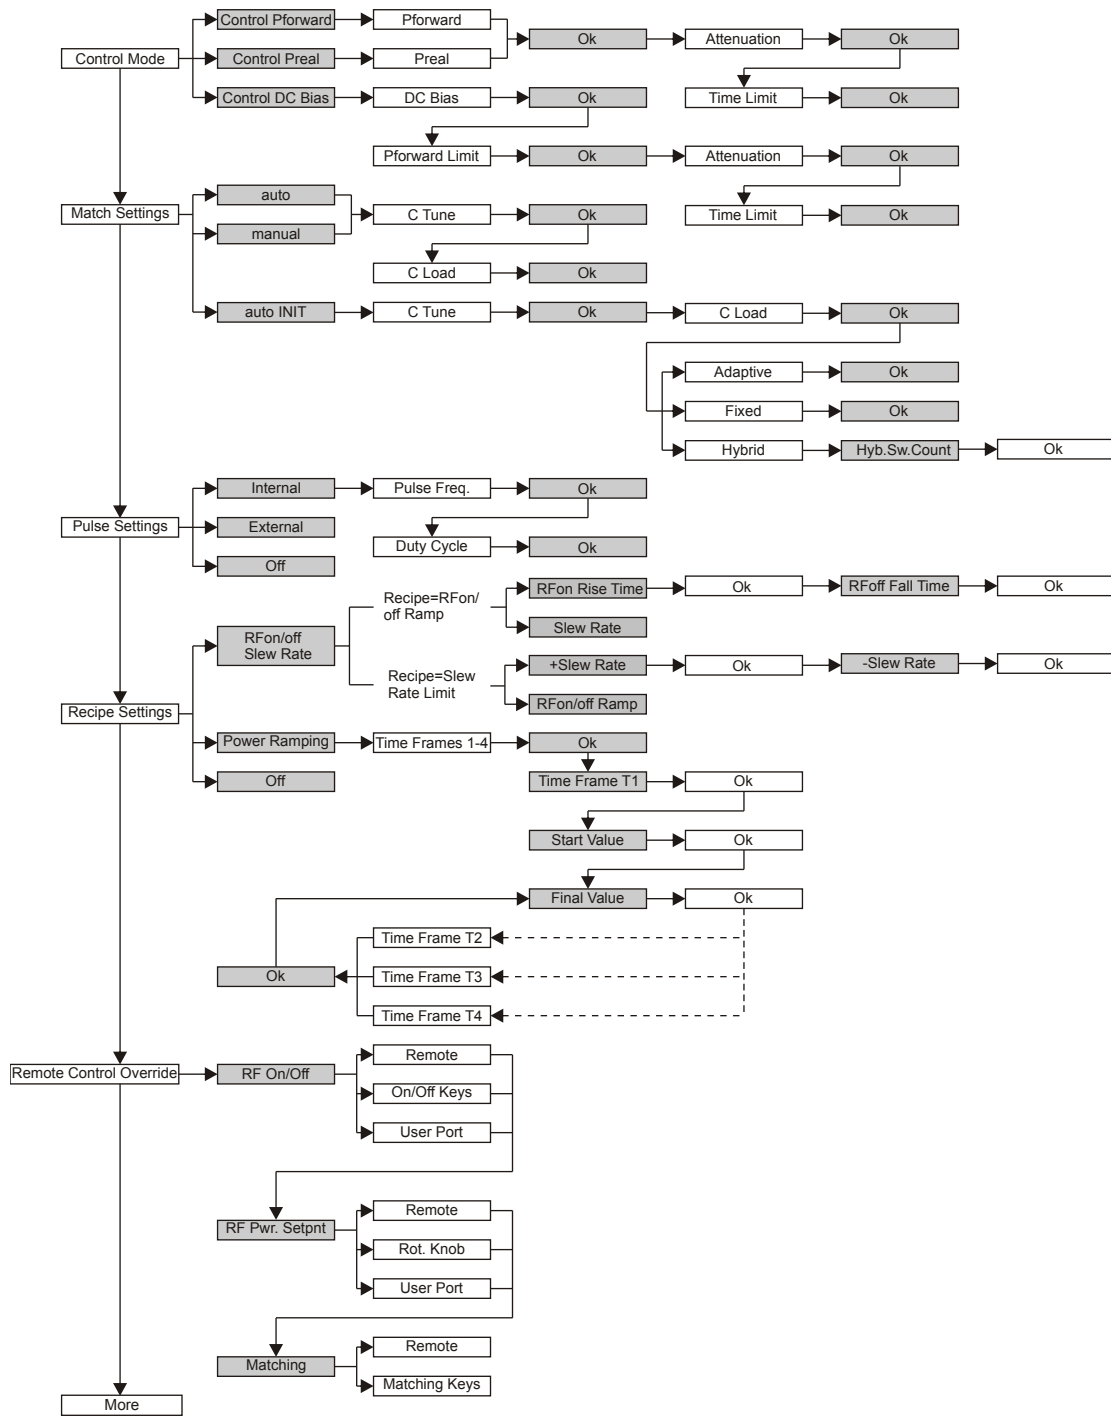 Control Pforward
Pforward
Ok
Attenuation
Ok
Control Mode
Control Preal
Preal
Control DC Bias
DC Bias
Ok
Time Limit
Ok
Pforward Limit
Ok
Attenuation
Ok
Match Settings
auto
manual
C Tune
Ok
Time Limit
Ok
C Load
Ok
auto INIT
C Tune
Ok
C Load
Ok
Adaptive
Ok
Fixed
Ok
Hybrid
Hyb.Sw.Count
Ok
Pulse Settings
Internal
Pulse Freq.
Ok
External
Duty Cycle
Ok
Off
Recipe Settings
RFon/off
Slew Rate
Recipe=RFon/
off Ramp
RFon Rise Time
Ok
RFoff Fall Time
Ok
Slew Rate
Recipe=Slew
Rate Limit
+Slew Rate
Ok
-Slew Rate
Ok
RFon/off Ramp
Power Ramping
Time Frames 1-4
Ok
Off
Time Frame T1
Ok
Start Value
Ok
Final Value
Ok
Time Frame T2
Ok
Time Frame T3
Time Frame T4
Remote Control Override
RF On/Off
Remote
On/Off Keys
User Port
RF Pwr. Setpnt
Remote
Rot. Knob
User Port
Matching
Remote
Matching Keys
More